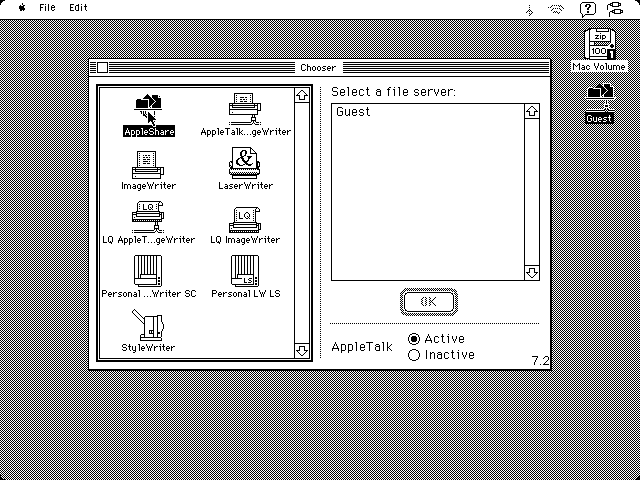 File Edit
zip
100
Mac Volume
Guest
Chooser
AppleShare
AppleTalk...geWriter
ImageWriter
LaserWriter
LQ
LQ AppleT...geWriter
LQ
LQ ImageWriter
Personal ...Writer SC
LS
Personal LW LS
StyleWriter
Select a file server:
Guest
OK
AppleTalk
Active
Inactive
7.2